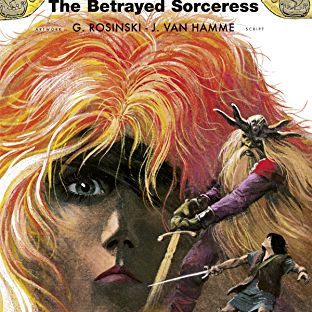 The Betrayed Sorceress
ARTWORK G. ROSINSKI - J. VAN HAMME SCRIPT